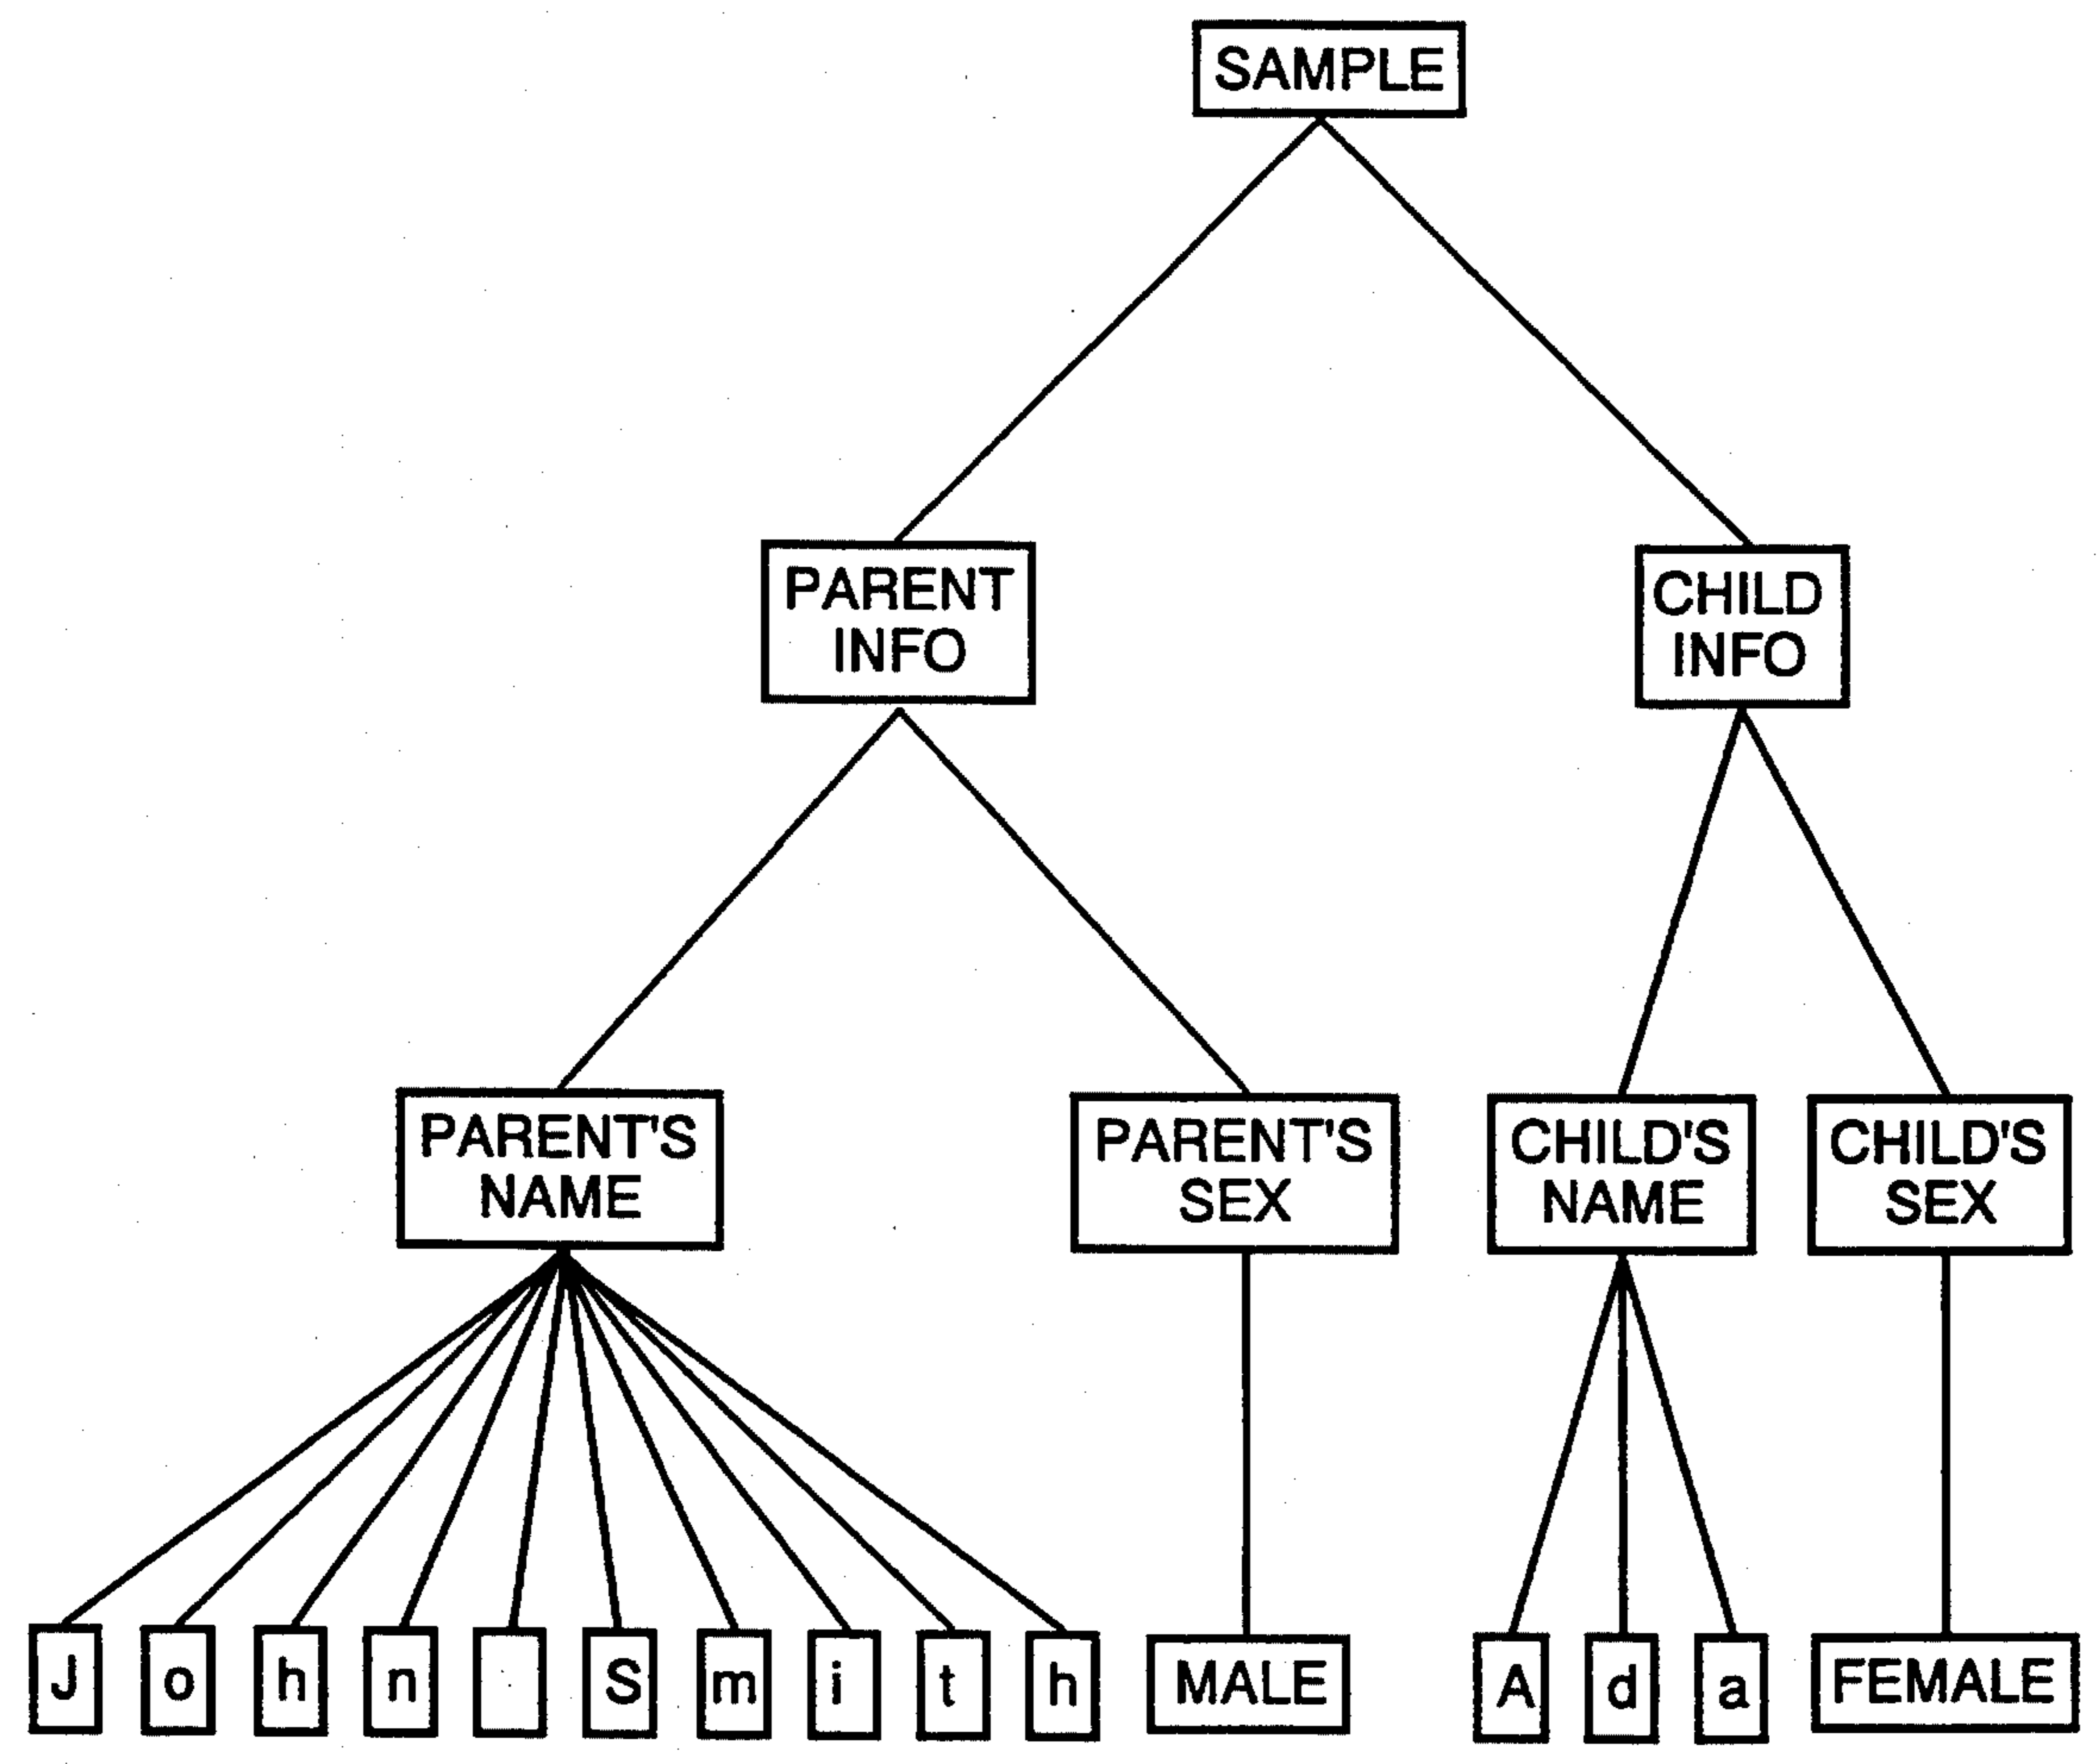 SAMPLE
PARENT
INFO
CHILD
INFO
PARENT'S
NAME
PARENT'S
SEX
CHILD'S
NAME
CHILD'S
SEX
J o h n S m i t h MALE A d a FEMALE